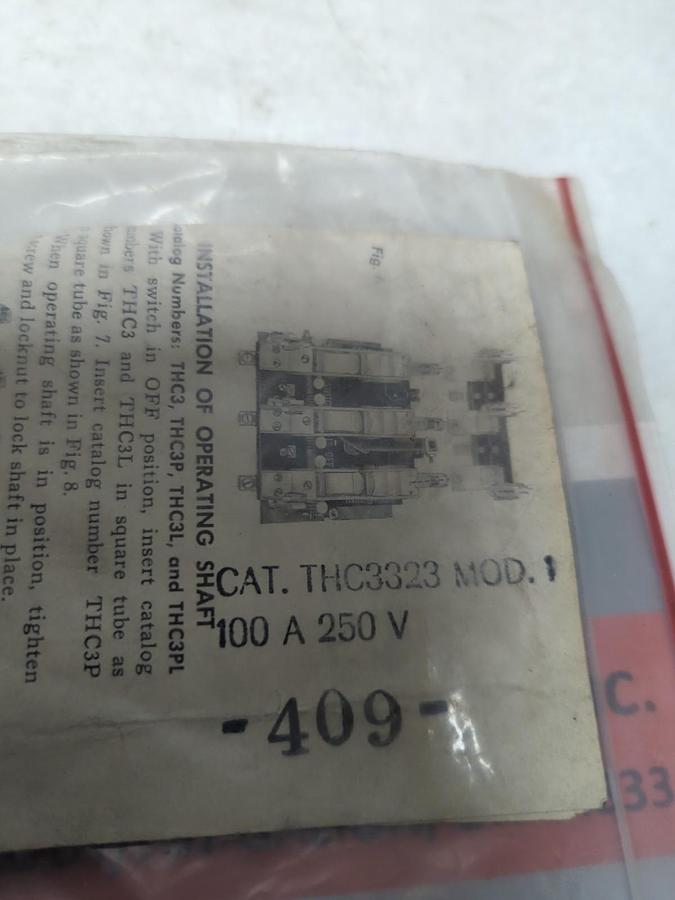 Fig.
INSTALLATION OF OPERATING SHAFT
Numbers: THC3, THC3P, THC3L, and THC3PL
With switch in OFF position, insert catalog
THC3 and THC3L in square tube as
in Fig. 7. Insert catalog number THC3P
square tube as shown in Fig. 8.
When operating shaft is in position, tighten
screw and locknut to lock shaft in place.
CAT. THC3323 MOD. 1
100 A 250 V
-409-
C.
33